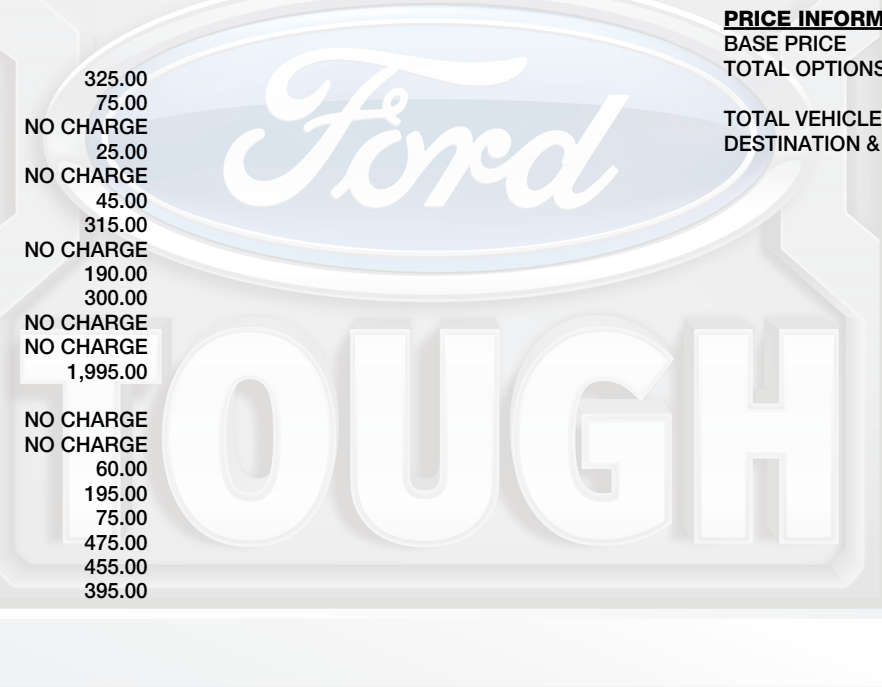 PRICE INFORM
BASE PRICE
TOTAL OPTIONS
TOTAL VEHICLE
DESTINATION &
325.00
75.00
NO CHARGE
25.00
NO CHARGE
45.00
315.00
NO CHARGE
190.00
300.00
NO CHARGE
NO CHARGE
1,995.00
NO CHARGE
NO CHARGE
60.00
195.00
75.00
475.00
455.00
395.00
Ford
TOUGH